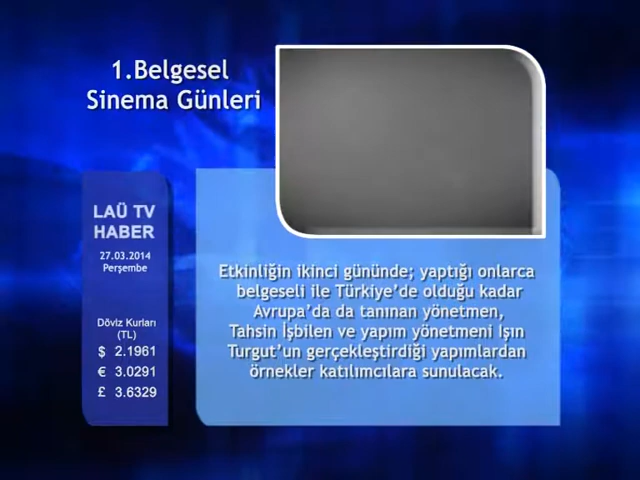 1.Belgesel
Sinema Günleri
LAÜ TV
HABER
27.03.2014
Perşembe
Döviz Kurları
(TL)
$ 2.1961
€ 3.0291
£ 3.6329
Etkinliğin ikinci gününde; yaptığı onlarca
belgeseli ile Türkiye'de olduğu kadar
Avrupa'da da tanınan yönetmen,
Tahsin İşbilen ve yapım yönetmeni Işın
Turgut'un gerçekleştirdiği yapımlardan
örnekler katılımcılara sunulacak.